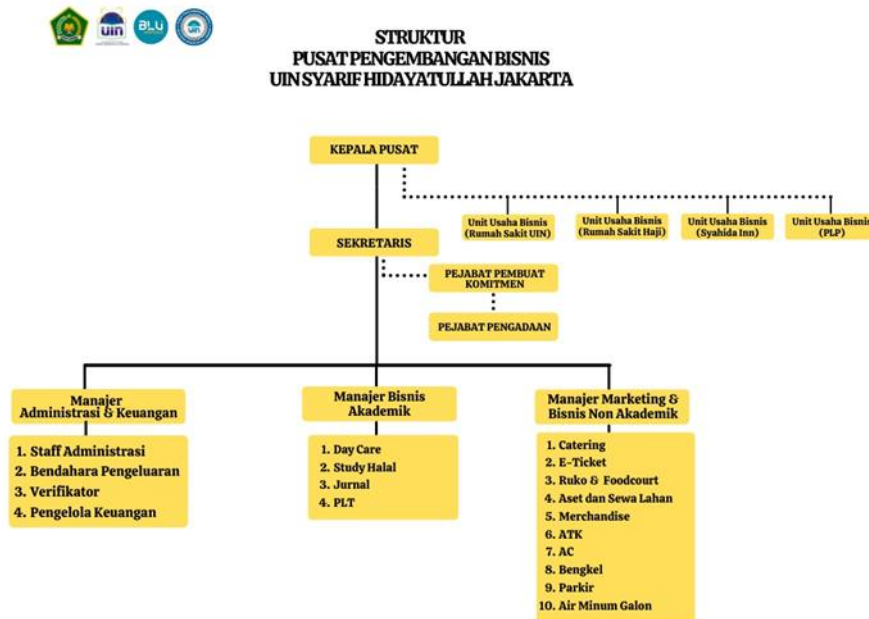 uin
BLU
uin
STRUKTUR
PUSAT PENGEMBANGAN BISNIS
UIN SYARIF HIDAYATULLAH JAKARTA
KEPALA PUSAT
Unit Usaha Bisnis
(Rumah Sakit UIN)
Unit Usaha Bisnis
(Rumah Sakit Haji)
Unit Usaha Bisnis
(Syahida Inn)
Unit Usaha Bisnis
(PLP)
SEKRETARIS
PEJABAT PEMBUAT
KOMITMEN
PEJABAT PENGADAAN
Manajer
Administrasi & Keuangan
1. Staff Administrasi
2. Bendahara Pengeluaran
3. Verifikator
4. Pengelola Keuangan
Manajer Bisnis
Akademik
1. Day Care
2. Study Halal
3. Jurnal
4. PLT
Manajer Marketing &
Bisnis Non Akademik
1. Catering
2. E-Ticket
3. Ruko & Foodcourt
4. Aset dan Sewa Lahan
5. Merchandise
6. ATK
7. AC
8. Bengkel
9. Parkir
10. Air Minum Galon